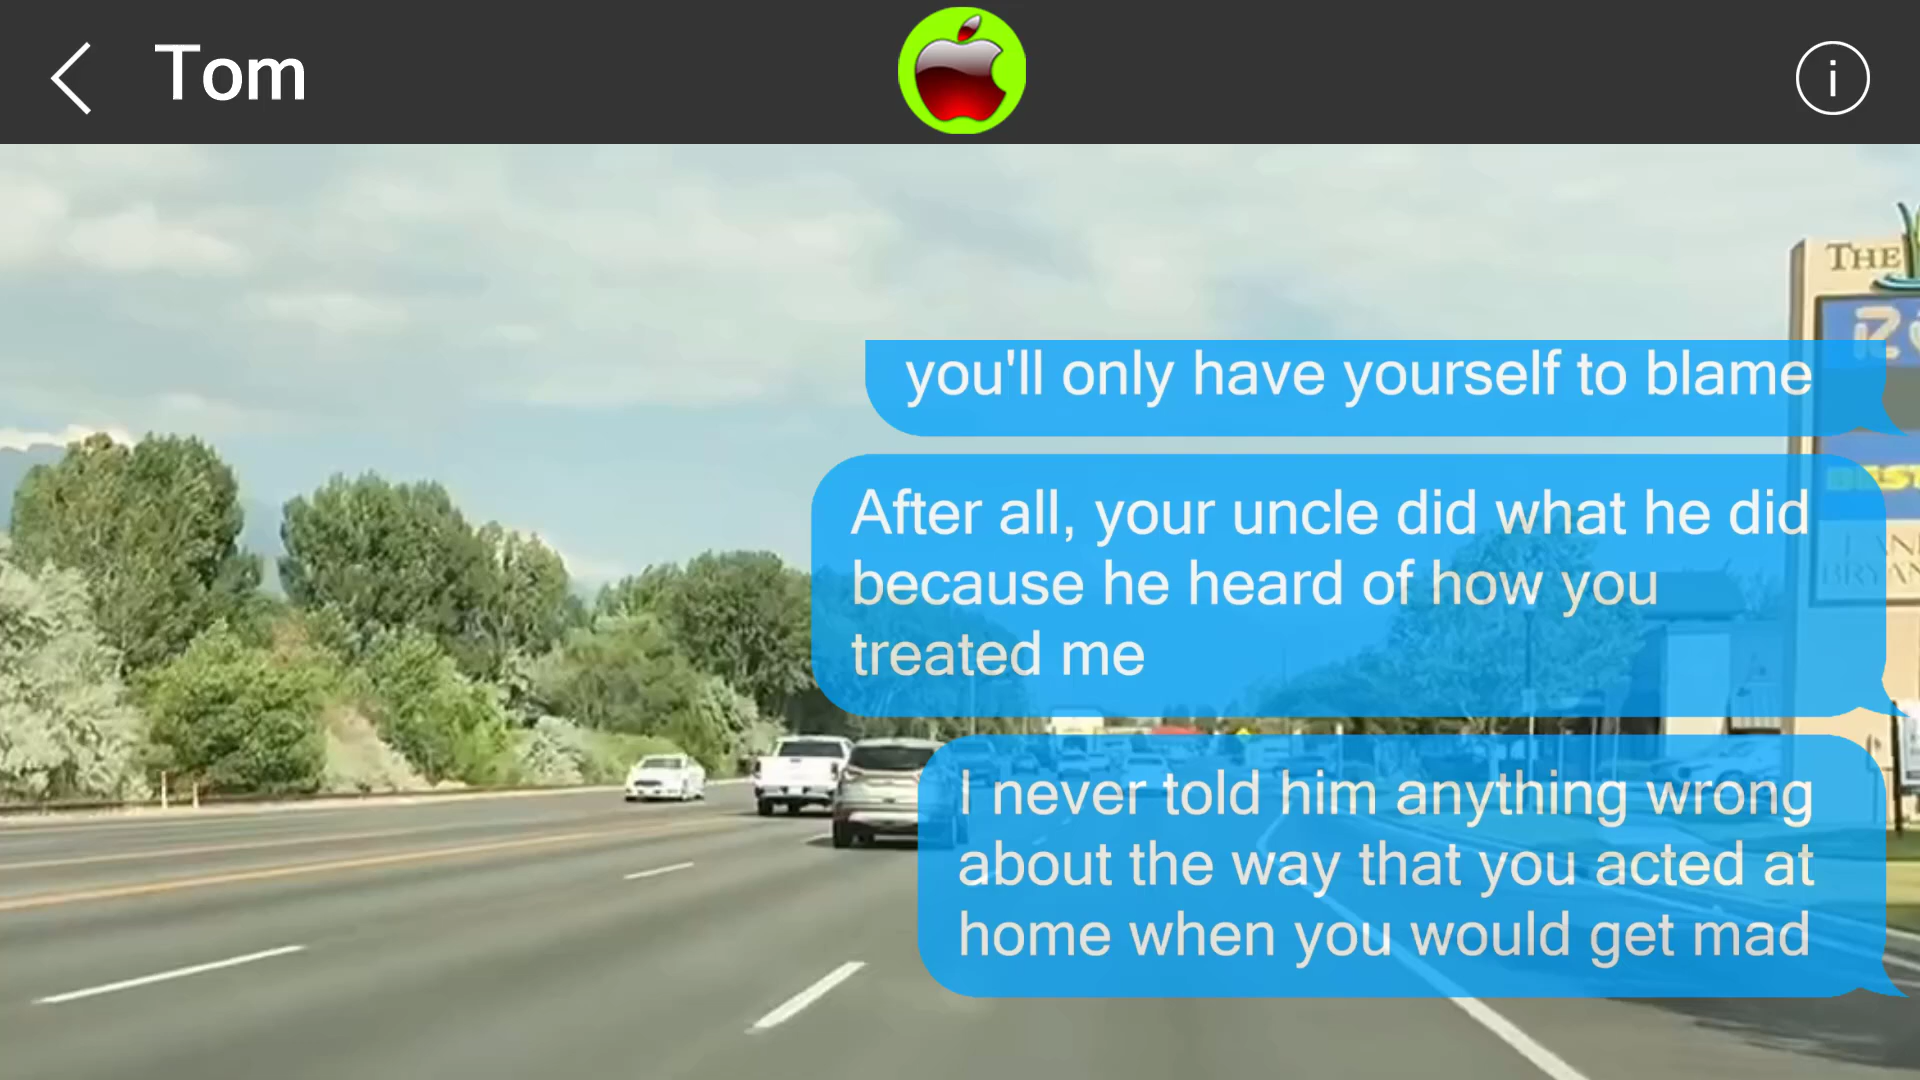 Tom
i
THE
you'll only have yourself to blame
After all, your uncle did what he did
because he heard of how you
treated me
I never told him anything wrong
about the way that you acted at
home when you would get mad